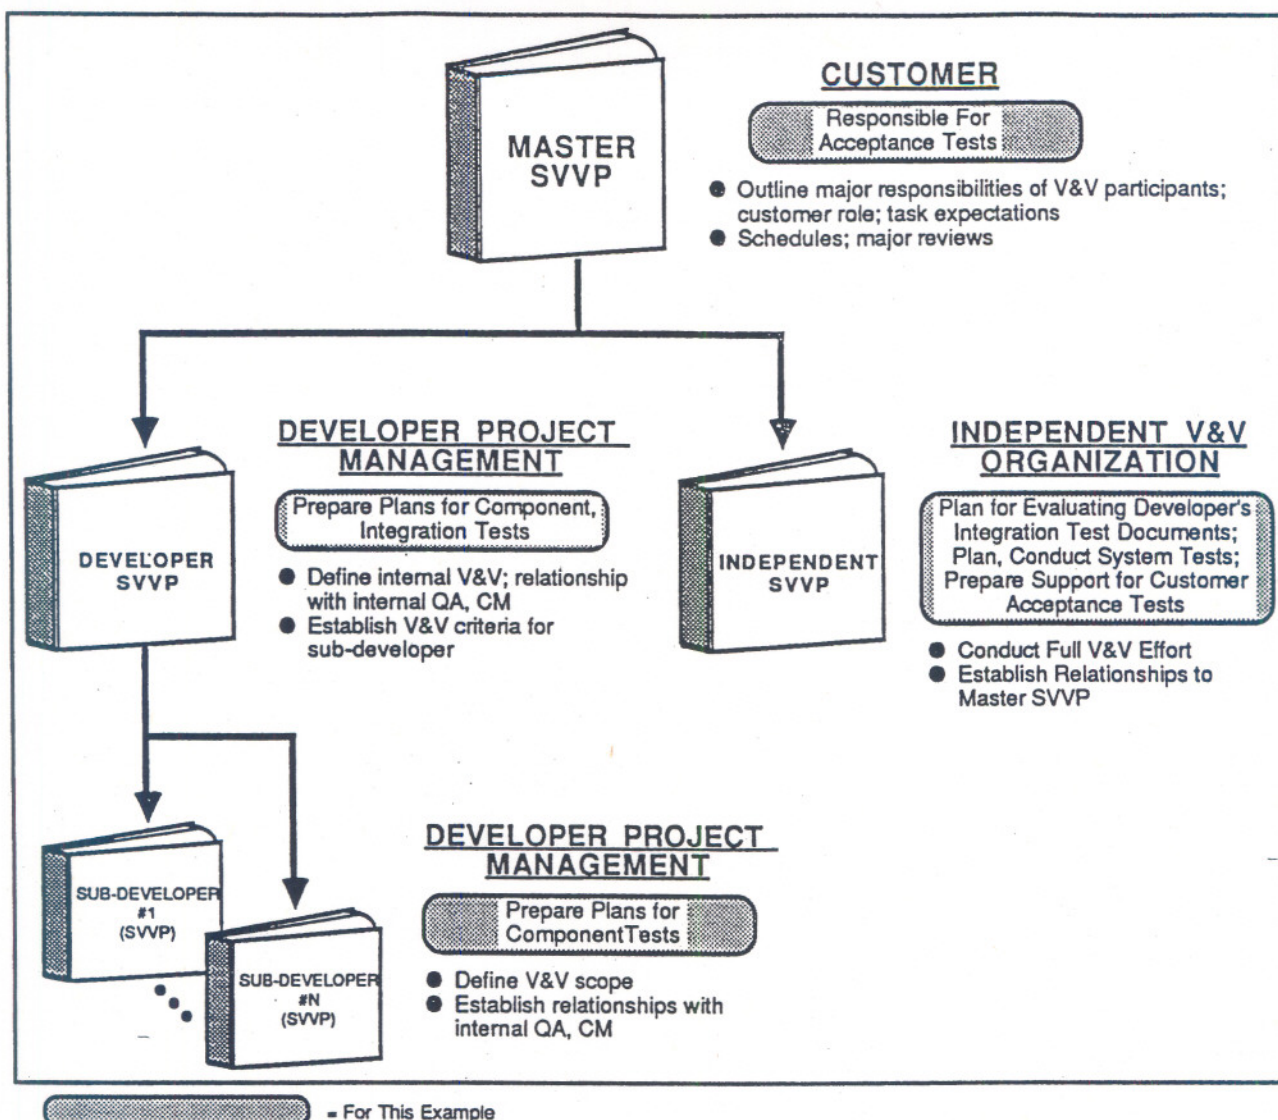 MASTER
SVVP
CUSTOMER
Responsible For
Acceptance Tests
● Outline major responsibilities of V&V participants;
customer role; task expectations
● Schedules; major reviews
DEVELOPER
SVVP
DEVELOPER PROJECT
MANAGEMENT
Prepare Plans for Component,
Integration Tests
● Define internal V&V; relationship
with internal QA, CM
● Establish V&V criteria for
sub-developer
INDEPENDENT
SVVP
INDEPENDENT V&V
ORGANIZATION
Plan for Evaluating Developer's
Integration Test Documents;
Plan, Conduct System Tests;
Prepare Support for Customer
Acceptance Tests
● Conduct Full V&V Effort
● Establish Relationships to
Master SVVP
SUB-DEVELOPER
#1
(SVVP)
SUB-DEVELOPER
#N
(SVVP)
DEVELOPER PROJECT
MANAGEMENT
Prepare Plans for
ComponentTests
● Define V&V scope
● Establish relationships with
internal QA, CM
= For This Example